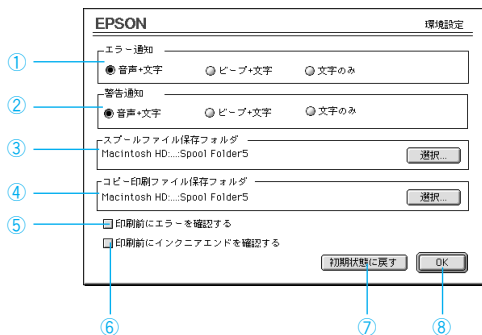 EPSON 環境設定
エラー通知
① ◉音声+文字 ○ビープ+文字 ○文字のみ
警告通知
② ◉音声+文字 ○ビープ+文字 ○文字のみ
③ スプールファイル保存フォルダ
Macintosh HD:...:Spool Folder5 選択...
④ コピー印刷ファイル保存フォルダ
Macintosh HD:...:Spool Folder5 選択...
⑤ 印刷前にエラーを確認する
印刷前にインクニアエンドを確認する
初期状態に戻す OK
⑥ ⑦ ⑧